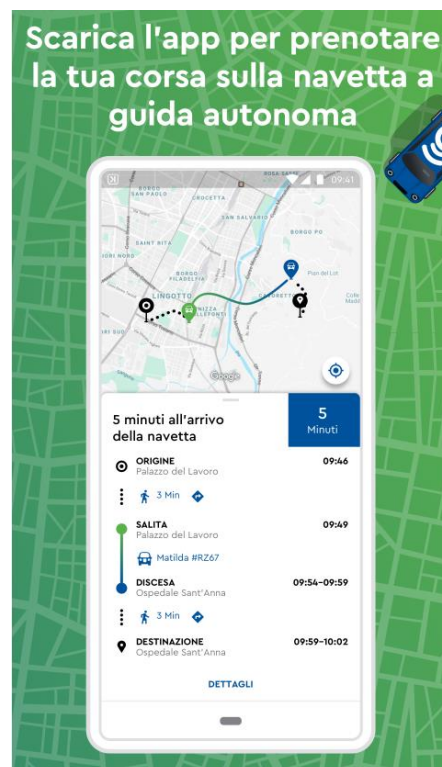 Scarica l'app per prenotare
la tua corsa sulla navetta a
guida autonoma
09:41
BORGO
SAN PAOLO
CROCETTA
SAN SALVARIO
BORGO PO
SANTA RITA
BORGO
FILADELFIA
Pian del Lot
LINGOTTO
CAVORETTO
Google
5 minuti all'arrivo
della navetta
5
Minuti
ORIGINE 09:46
Palazzo del Lavoro
3 Min
SALITA 09:49
Palazzo del Lavoro
Matilda #RZ67
DISCESA 09:54-09:59
Ospedale Sant'Anna
3 Min
DESTINAZIONE 09:59-10:02
Ospedale Sant'Anna
DETTAGLI